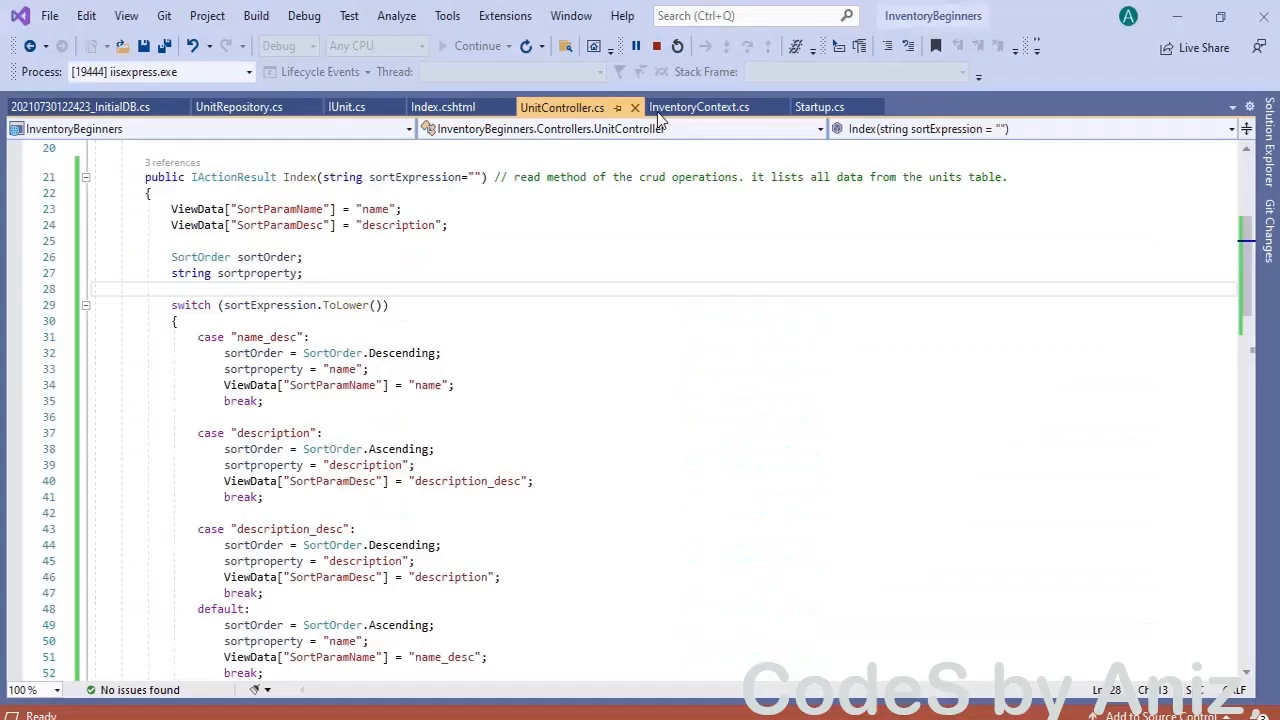 File Edit View Git Project Build Debug Test Analyze Tools Extensions Window Help Search (Ctrl+Q) InventoryBeginners A
Debug Any CPU Continue Live Share
Process: [19444] iisexpress.exe Lifecycle Events Thread: Stack Frame:
20210730122423_InitialDB.cs UnitRepository.cs IUnit.cs Index.cshtml UnitController.cs InventoryContext.cs Startup.cs
InventoryBeginners InventoryBeginners.Controllers.UnitController Index(string sortExpression = "")
Solution Explorer
Git Changes
20
3 references
21 public IActionResult Index(string sortExpression="") // read method of the crud operations. it lists all data from the units table.
22 {
23 ViewData["SortParamName"] = "name";
24 ViewData["SortParamDesc"] = "description";
25
26 SortOrder sortOrder;
27 string sortproperty;
28
29 switch (sortExpression.ToLower())
30 {
31 case "name_desc":
32 sortOrder = SortOrder.Descending;
33 sortproperty = "name";
34 ViewData["SortParamName"] = "name";
35 break;
36
37 case "description":
38 sortOrder = SortOrder.Ascending;
39 sortproperty = "description";
40 ViewData["SortParamDesc"] = "description_desc";
41 break;
42
43 case "description_desc":
44 sortOrder = SortOrder.Descending;
45 sortproperty = "description";
46 ViewData["SortParamDesc"] = "description";
47 break;
48 default:
49 sortOrder = SortOrder.Ascending;
50 sortproperty = "name";
51 ViewData["SortParamName"] = "name_desc";
52 break;
CodeS by Aniz
100 % No issues found
Ready Add to Source Control